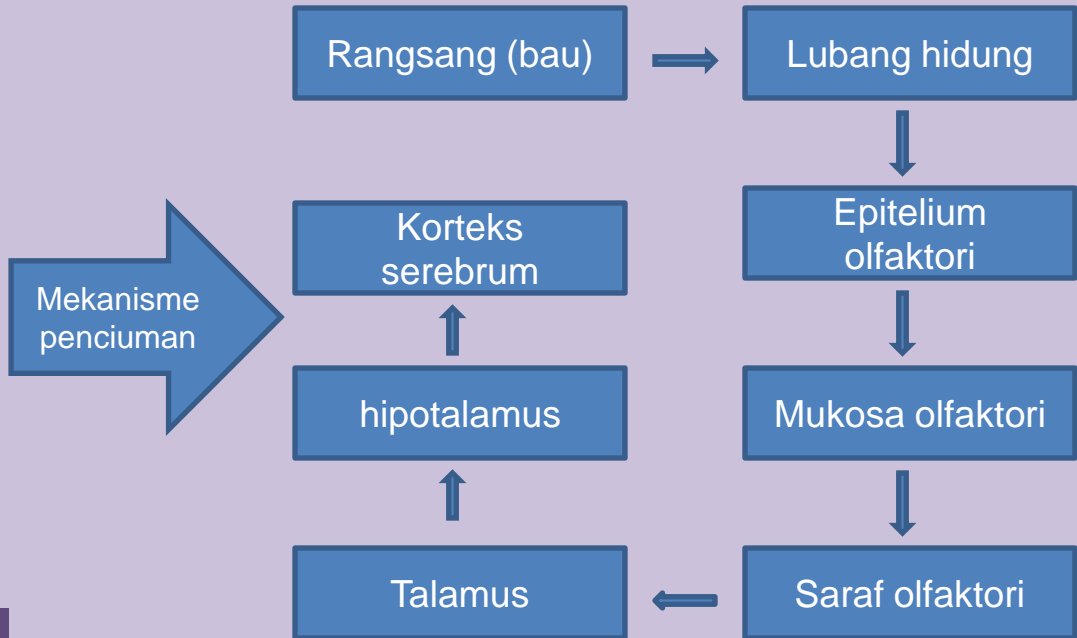 Rangsang (bau)
Lubang hidung
Epitelium
olfaktori
Mukosa olfaktori
Saraf olfaktori
Talamus
hipotalamus
Korteks
serebrum
Mekanisme
penciuman